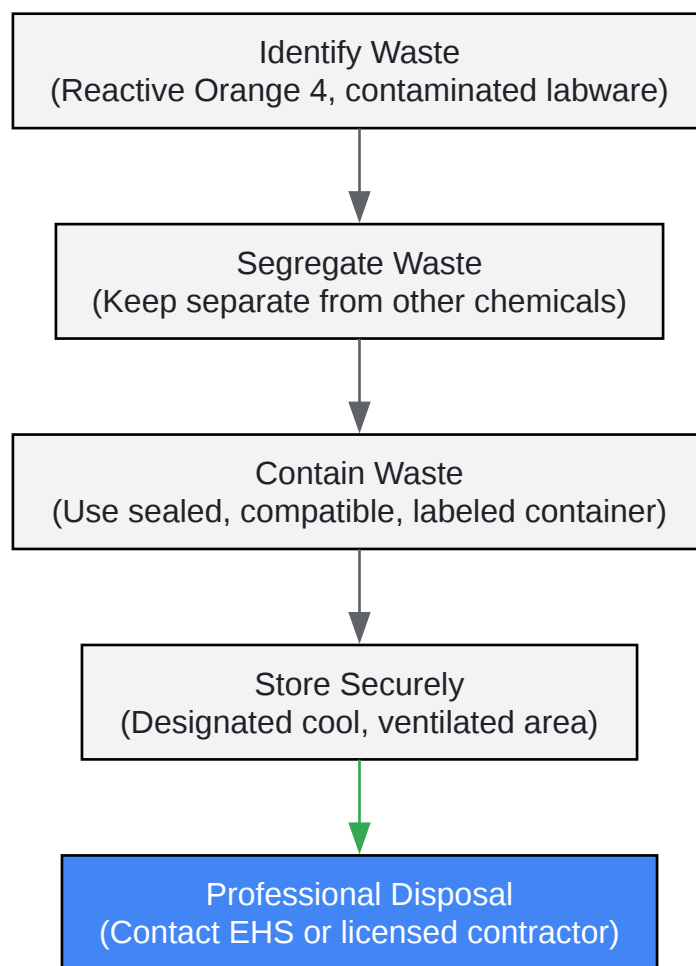 Identify Waste
(Reactive Orange 4, contaminated labware)
Segregate Waste
(Keep separate from other chemicals)
Contain Waste
(Use sealed, compatible, labeled container)
Store Securely
(Designated cool, ventilated area)
Professional Disposal
(Contact EHS or licensed contractor)